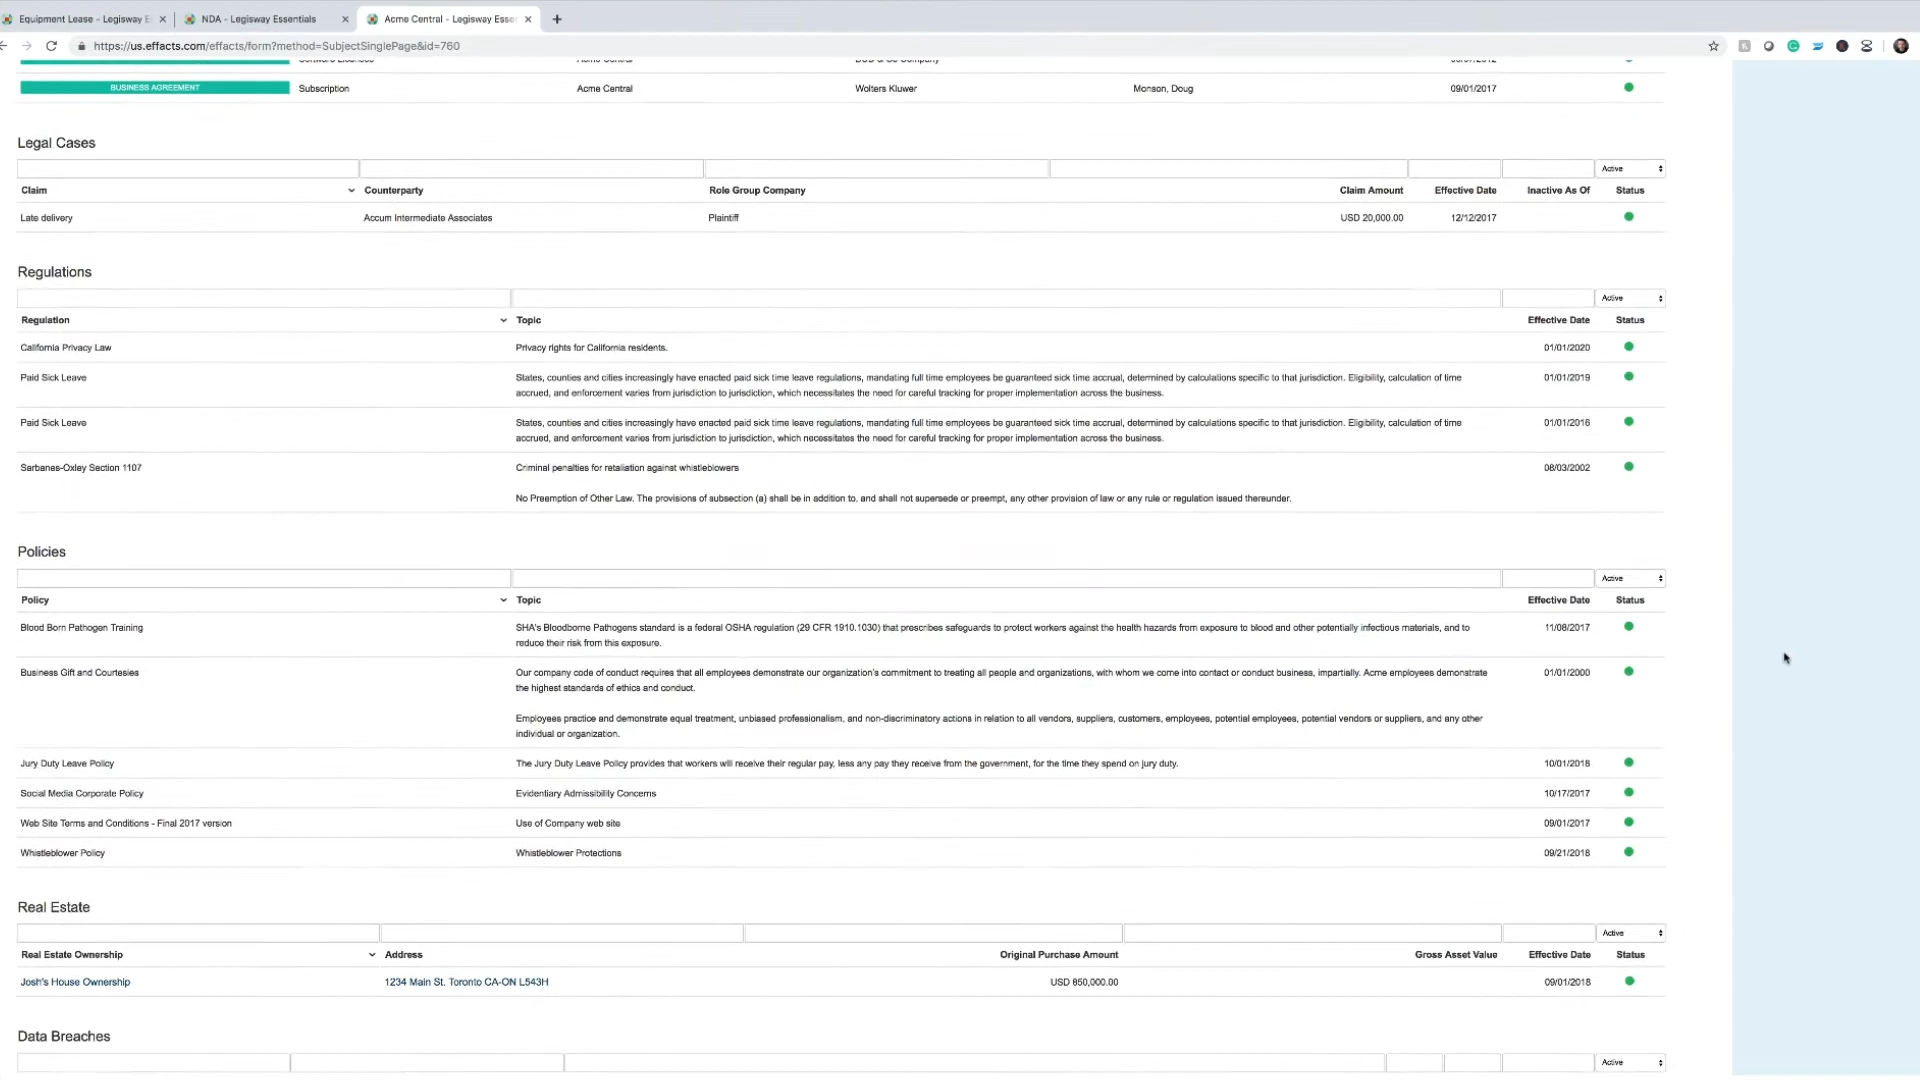 Equipment Lease - Legisway E
NDA - Legisway Essentials
Acme Central - Legisway Esse
https://us.effacts.com/effacts/form?method=SubjectSinglePage&id=760
Acme Central
BUSINESS AGREEMENT Subscription Acme Central Wolters Kluwer Monson, Doug 09/01/2017
Legal Cases
Active
Claim Counterparty Role Group Company Claim Amount Effective Date Inactive As Of Status
Late delivery Accum Intermediate Associates Plaintiff USD 20,000.00 12/12/2017
Regulations
Active
Regulation Topic Effective Date Status
California Privacy Law Privacy rights for California residents. 01/01/2020
Paid Sick Leave States, counties and cities increasingly have enacted paid sick time leave regulations, mandating full time employees be guaranteed sick time accrual, determined by calculations specific to that jurisdiction. Eligibility, calculation of time 01/01/2019
accrued, and enforcement varies from jurisdiction to jurisdiction, which necessitates the need for careful tracking for proper implementation across the business.
Paid Sick Leave States, counties and cities increasingly have enacted paid sick time leave regulations, mandating full time employees be guaranteed sick time accrual, determined by calculations specific to that jurisdiction. Eligibility, calculation of time 01/01/2016
accrued, and enforcement varies from jurisdiction to jurisdiction, which necessitates the need for careful tracking for proper implementation across the business.
Sarbanes-Oxley Section 1107 Criminal penalties for retaliation against whistleblowers 08/03/2002
No Preemption of Other Law. The provisions of subsection (a) shall be in addition to, and shall not supersede or preempt, any other provision of law or any rule or regulation issued thereunder.
Policies
Active
Policy Topic Effective Date Status
Blood Born Pathogen Training SHA's Bloodborne Pathogens standard is a federal OSHA regulation (29 CFR 1910.1030) that prescribes safeguards to protect workers against the health hazards from exposure to blood and other potentially infectious materials, and to 11/08/2017
reduce their risk from this exposure.
Business Gift and Courtesies Our company code of conduct requires that all employees demonstrate our organization's commitment to treating all people and organizations, with whom we come into contact or conduct business, impartially. Acme employees demonstrate 01/01/2000
the highest standards of ethics and conduct.
Employees practice and demonstrate equal treatment, unbiased professionalism, and non-discriminatory actions in relation to all vendors, suppliers, customers, employees, potential employees, potential vendors or suppliers, and any other
individual or organization.
Jury Duty Leave Policy The Jury Duty Leave Policy provides that workers will receive their regular pay, less any pay they receive from the government, for the time they spend on jury duty. 10/01/2018
Social Media Corporate Policy Evidentiary Admissibility Concerns 10/17/2017
Web Site Terms and Conditions - Final 2017 version Use of Company web site 09/01/2017
Whistleblower Policy Whistleblower Protections 09/21/2018
Real Estate
Active
Real Estate Ownership Address Original Purchase Amount Gross Asset Value Effective Date Status
Josh's House Ownership 1234 Main St. Toronto CA-ON L543H USD 850,000.00 09/01/2018
Data Breaches
Active